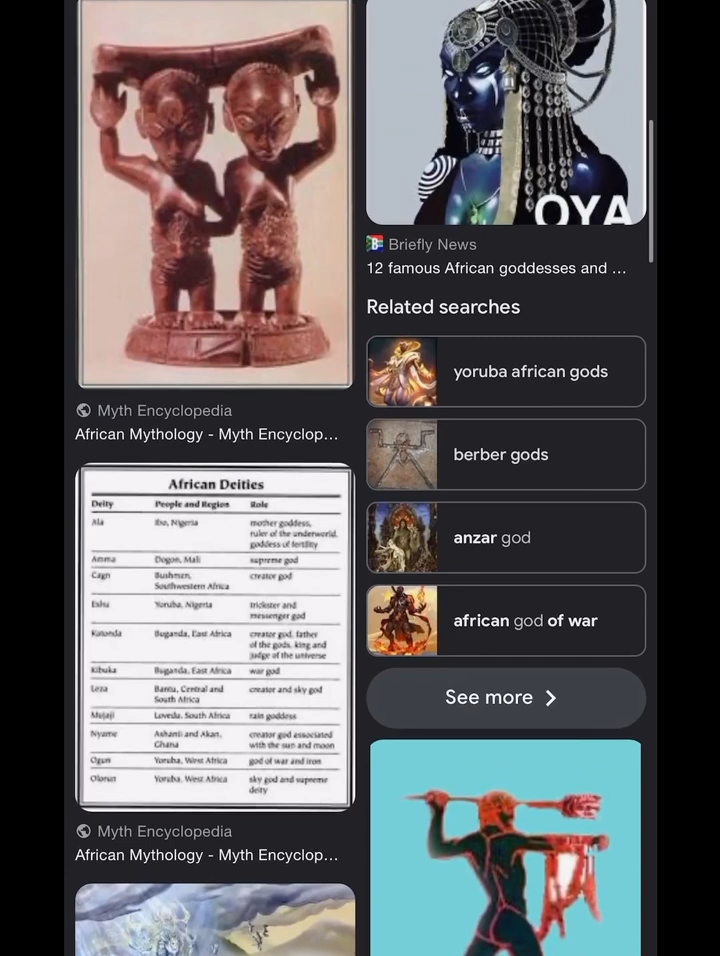 Myth Encyclopedia
African Mythology - Myth Encyclop...
African Deities
Deity People and Region Role
Ala Ibo, Nigeria mother goddess,
ruler of the underworld,
goddess of fertility
Amma Dogon, Mali supreme god
Cagn Bushmen, creator god
Southwestern Africa
Eshu Yoruba, Nigeria trickster and
messenger god
Katonda Buganda, East Africa creator god, father
of the gods, king and
judge of the universe
Kibuka Buganda, East Africa war god
Leza Bantu, Central and creator and sky god
South Africa
Mujaji Lovedu, South Africa rain goddess
Nyame Ashanti and Akan, creator god associated
Ghana with the sun and moon
Ogun Yoruba, West Africa god of war and iron
Olorun Yoruba, West Africa sky god and supreme
deity
Myth Encyclopedia
African Mythology - Myth Encyclop...
OYA
Briefly News
12 famous African goddesses and ...
Related searches
yoruba african gods
berber gods
anzar god
african god of war
See more